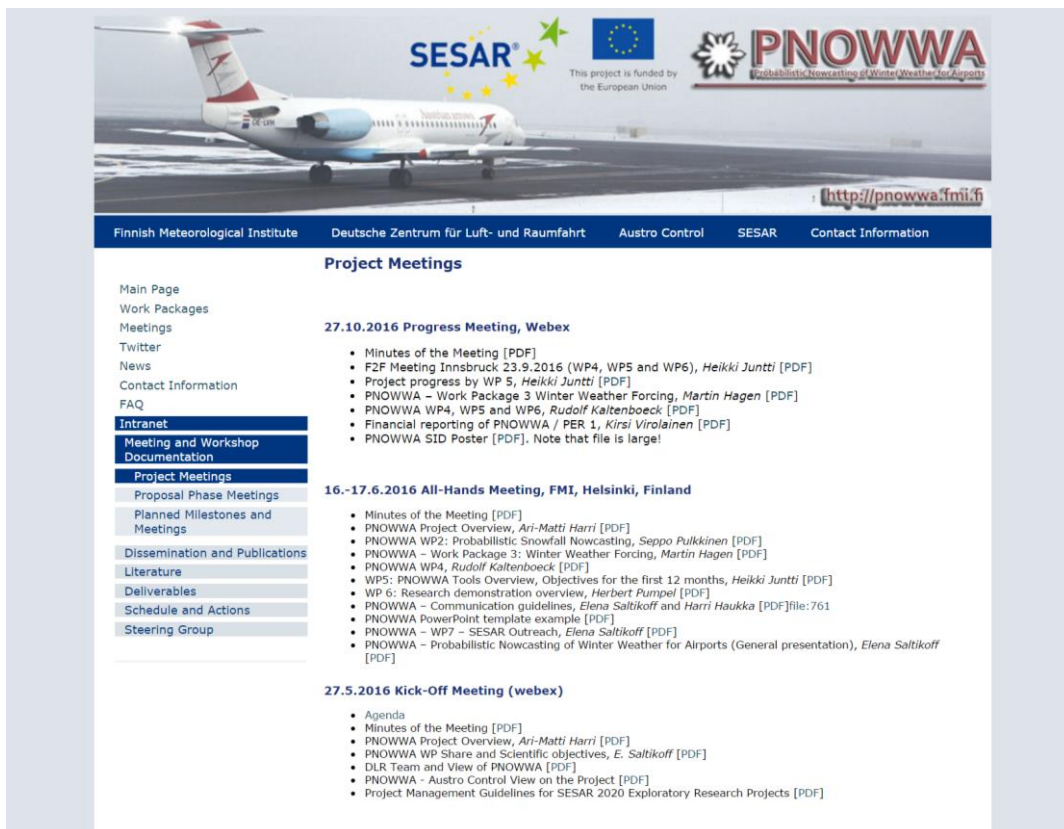 SESAR®
This project is funded by
the European Union
PNOWWA
Probabilistic Nowcasting of Winter Weather for Airports
Austrian arrows
OE-LVH
http://pnowwa.fmi.fi
Finnish Meteorological Institute Deutsche Zentrum für Luft- und Raumfahrt Austro Control SESAR Contact Information
Main Page
Work Packages
Meetings
Twitter
News
Contact Information
FAQ
Intranet
Meeting and Workshop
Documentation
Project Meetings
Proposal Phase Meetings
Planned Milestones and
Meetings
Dissemination and Publications
Literature
Deliverables
Schedule and Actions
Steering Group
Project Meetings
27.10.2016 Progress Meeting, Webex
• Minutes of the Meeting [PDF]
• F2F Meeting Innsbruck 23.9.2016 (WP4, WP5 and WP6), Heikki Juntti [PDF]
• Project progress by WP 5, Heikki Juntti [PDF]
• PNOWWA – Work Package 3 Winter Weather Forcing, Martin Hagen [PDF]
• PNOWWA WP4, WP5 and WP6, Rudolf Kaltenboeck [PDF]
• Financial reporting of PNOWWA / PER 1, Kirsi Virolainen [PDF]
• PNOWWA SID Poster [PDF]. Note that file is large!
16.-17.6.2016 All-Hands Meeting, FMI, Helsinki, Finland
• Minutes of the Meeting [PDF]
• PNOWWA Project Overview, Ari-Matti Harri [PDF]
• PNOWWA WP2: Probabilistic Snowfall Nowcasting, Seppo Pulkkinen [PDF]
• PNOWWA – Work Package 3: Winter Weather Forcing, Martin Hagen [PDF]
• PNOWWA WP4, Rudolf Kaltenboeck [PDF]
• WP5: PNOWWA Tools Overview, Objectives for the first 12 months, Heikki Juntti [PDF]
• WP 6: Research demonstration overview, Herbert Pumpel [PDF]
• PNOWWA – Communication guidelines, Elena Saltikoff and Harri Haukka [PDF]file:761
• PNOWWA PowerPoint template example [PDF]
• PNOWWA – WP7 – SESAR Outreach, Elena Saltikoff [PDF]
• PNOWWA – Probabilistic Nowcasting of Winter Weather for Airports (General presentation), Elena Saltikoff
[PDF]
27.5.2016 Kick-Off Meeting (webex)
• Agenda
• Minutes of the Meeting [PDF]
• PNOWWA Project Overview, Ari-Matti Harri [PDF]
• PNOWWA WP Share and Scientific objectives, E. Saltikoff [PDF]
• DLR Team and View of PNOWWA [PDF]
• PNOWWA - Austro Control View on the Project [PDF]
• Project Management Guidelines for SESAR 2020 Exploratory Research Projects [PDF]